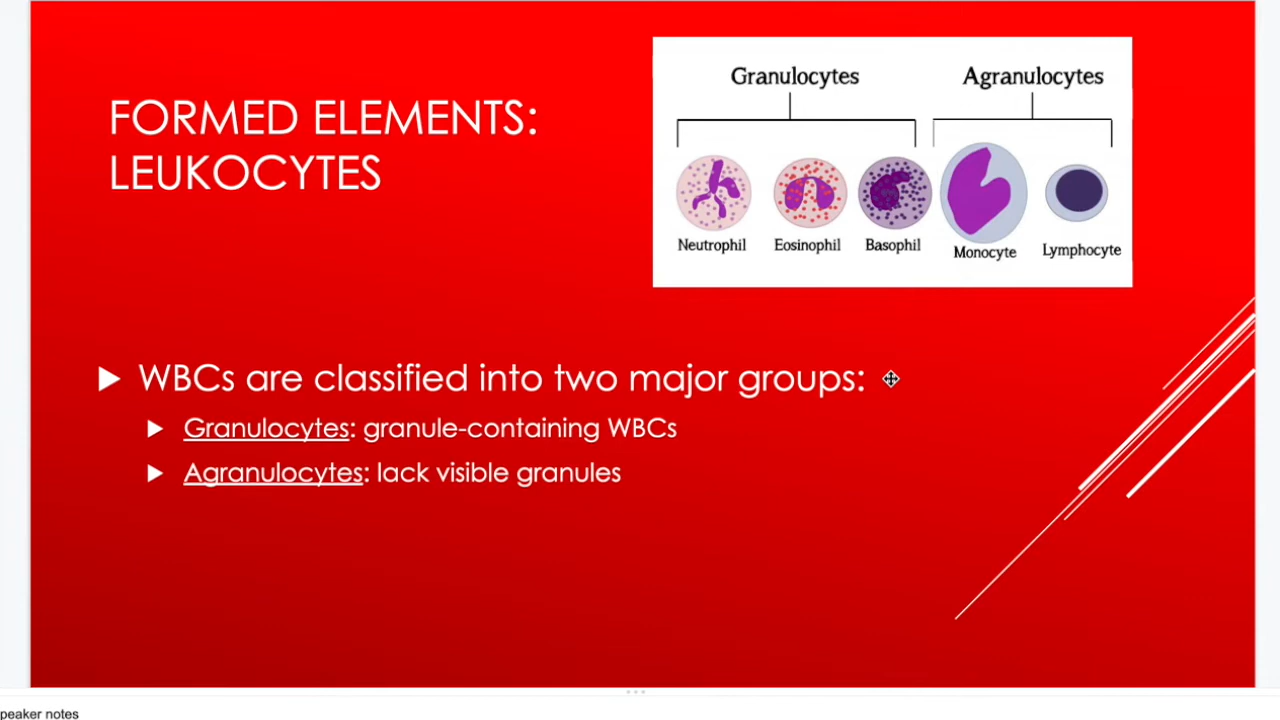 FORMED ELEMENTS:
LEUKOCYTES
Granulocytes
Agranulocytes
Neutrophil
Eosinophil
Basophil
Monocyte
Lymphocyte
WBCs are classified into two major groups:
Granulocytes: granule-containing WBCs
Agranulocytes: lack visible granules
peaker notes